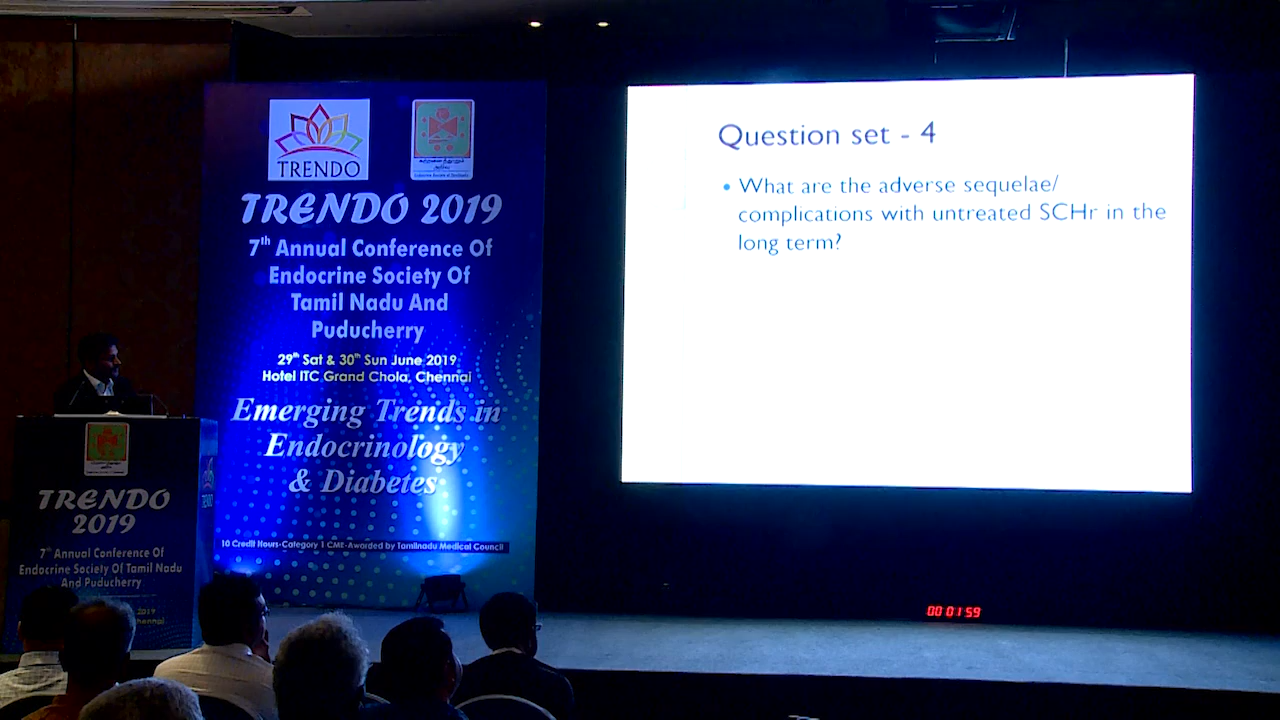 TRENDO
TRENDO 2019
7th Annual Conference Of
Endocrine Society Of
Tamil Nadu And
Puducherry
29th Sat & 30th Sun June 2019
Hotel ITC Grand Chola, Chennai
Emerging Trends in
Endocrinology
& Diabetes
10 Credit Hours-Category 1 CME-Awarded by Tamilnadu Medical Council
Question set - 4
• What are the adverse sequelae/
complications with untreated SCHr in the
long term?
TRENDO
2019
7th Annual Conference Of
Endocrine Society Of Tamil Nadu
And Puducherry
2019
00 01 59